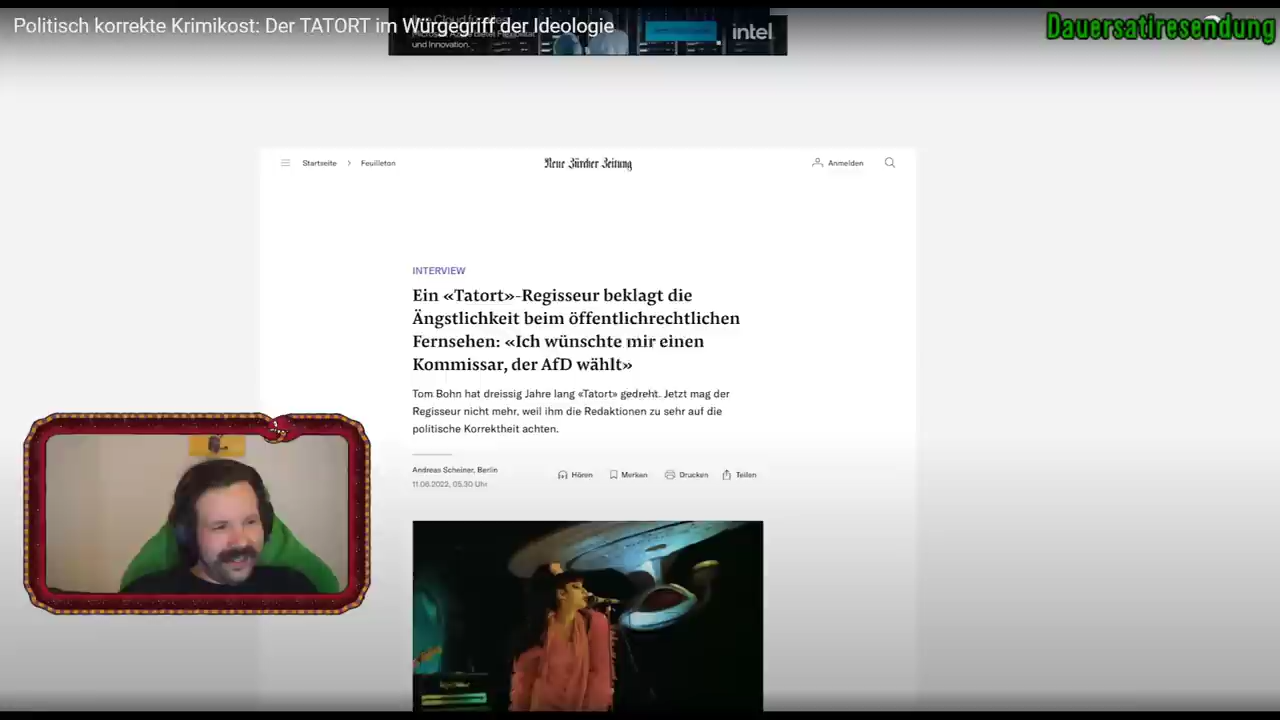 Politisch korrekte Krimikost: Der TATORT im Würgegriff der Ideologie
Dauersatiresendung
und Innovation.
intel
Startseite
Feuilleton
Neue Zürcher Zeitung
Anmelden
INTERVIEW
Ein «Tatort»-Regisseur beklagt die
Ängstlichkeit beim öffentlichrechtlichen
Fernsehen: «Ich wünschte mir einen
Kommissar, der AfD wählt»
Tom Bohn hat dreissig Jahre lang «Tatort» gedreht. Jetzt mag der
Regisseur nicht mehr, weil ihm die Redaktionen zu sehr auf die
politische Korrektheit achten.
Andreas Scheiner, Berlin
11.06.2022, 05.30 Uhr
Hören
Merken
Drucken
Teilen